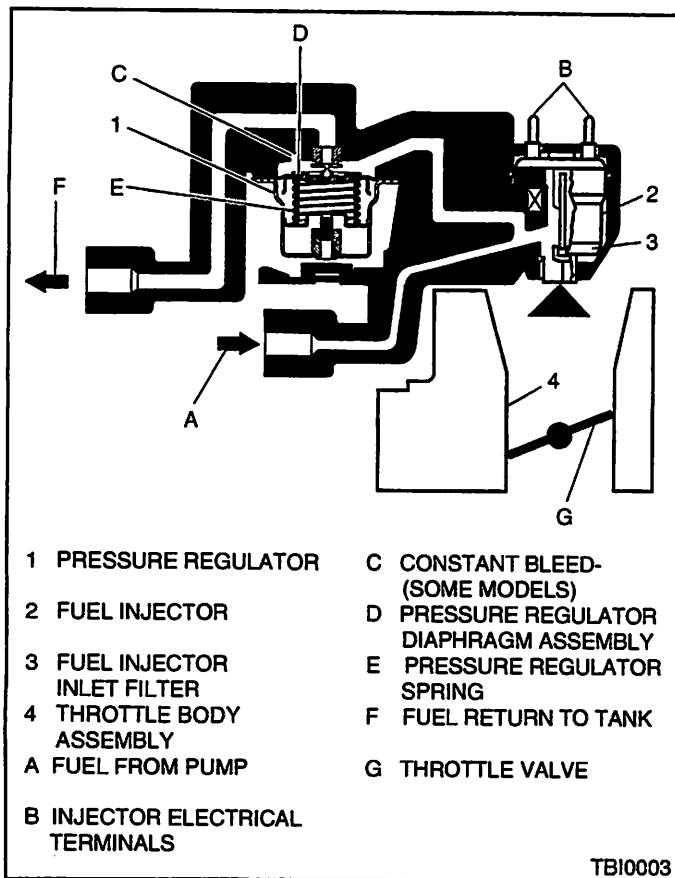 D
C
B
1
F
E
2
3
4
A
G
1 PRESSURE REGULATOR
2 FUEL INJECTOR
3 FUEL INJECTOR
INLET FILTER
4 THROTTLE BODY
ASSEMBLY
A FUEL FROM PUMP
B INJECTOR ELECTRICAL
TERMINALS
C CONSTANT BLEED-
(SOME MODELS)
D PRESSURE REGULATOR
DIAPHRAGM ASSEMBLY
E PRESSURE REGULATOR
SPRING
F FUEL RETURN TO TANK
G THROTTLE VALVE
TBI0003